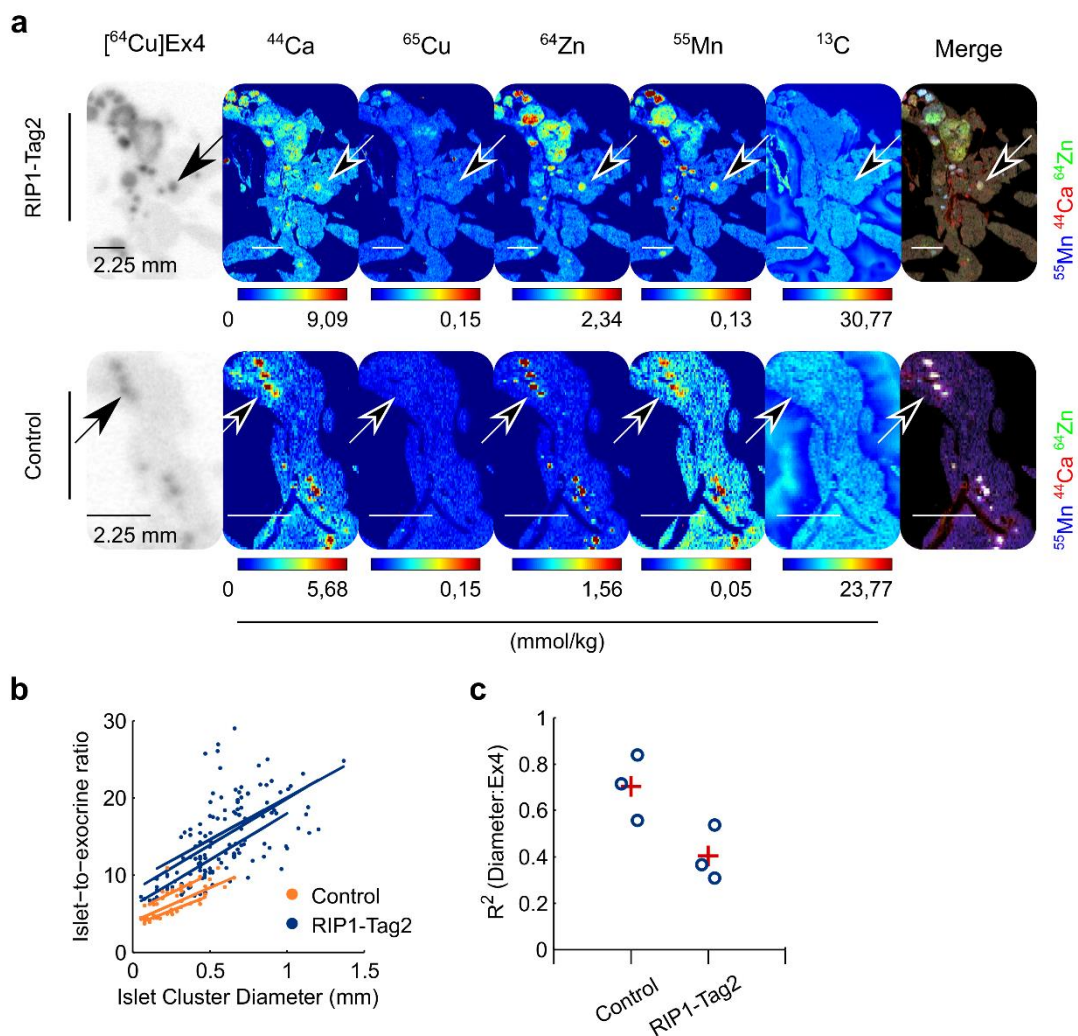 a
[⁶⁴Cu]Ex4 ⁴⁴Ca ⁶⁵Cu ⁶⁴Zn ⁵⁵Mn ¹³C Merge
RIP1-Tag2
2.25 mm
⁵⁵Mn ⁴⁴Ca ⁶⁴Zn
0 9,09 0,15 2,34 0,13 30,77
Control
2.25 mm
⁵⁵Mn ⁴⁴Ca ⁶⁴Zn
0 5,68 0,15 1,56 0,05 23,77
(mmol/kg)
b
Islet-to-exocrine ratio
30
20
10
0
Control
RIP1-Tag2
0 0.5 1 1.5
Islet Cluster Diameter (mm)
c
R² (Diameter:Ex4)
1
0.8
0.6
0.4
0.2
0
Control
RIP1-Tag2